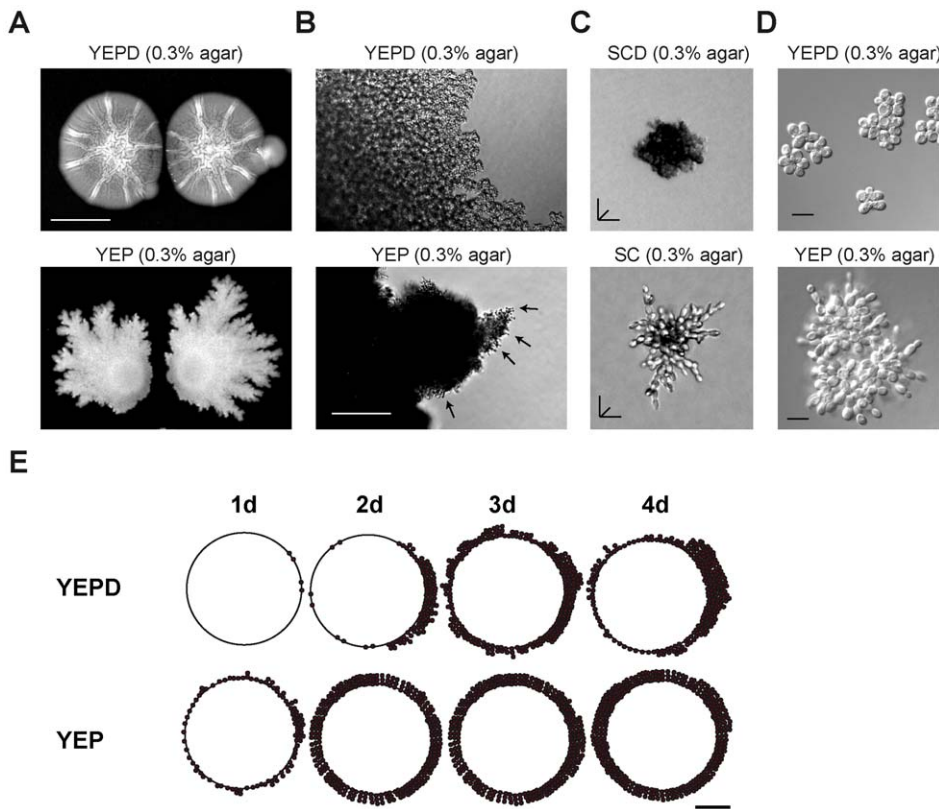 A
B
C
D
YEPD (0.3% agar)
YEPD (0.3% agar)
SCD (0.3% agar)
YEPD (0.3% agar)
YEP (0.3% agar)
YEP (0.3% agar)
SC (0.3% agar)
YEP (0.3% agar)
E
1d
2d
3d
4d
YEPD
YEP